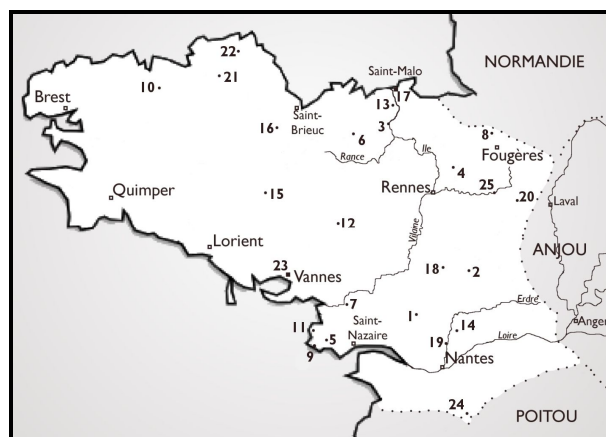 22
NORMANDIE
21
Saint-Malo
10
17
13
Brest
Saint-
Brieuc
3
16
6
8
Ile
Fougères
Rance
4
Rennes
25
15
20
Quimper
Laval
12
Vilaine
Lorient
ANJOU
23
Vannes
18
2
7
Erdre
1
Saint-
Nazaire
14
Anger
11
5
Loire
19
9
Nantes
24
POITOU